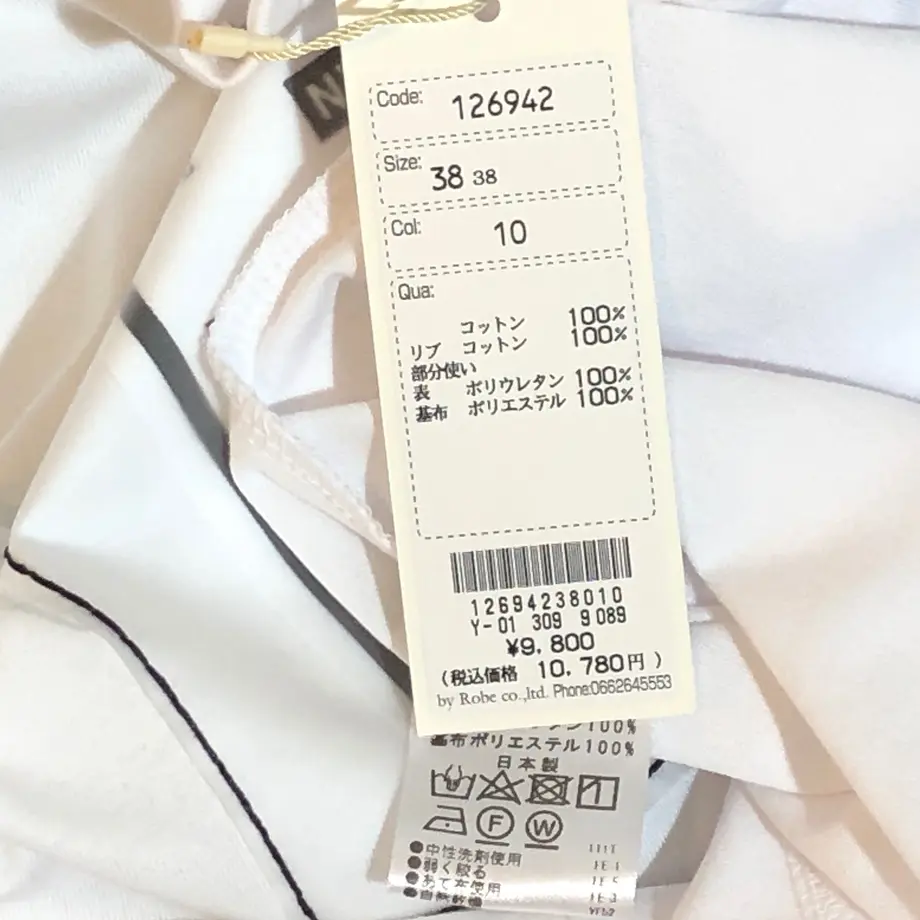 Code: 126942
Size: 38 38
Col: 10
Qua:
コットン 100%
リブ コットン 100%
部分使い
表 ポリウレタン 100%
基布 ポリエステル 100%
12694238010
Y-01 309 9089
¥9,800
(税込価格 10,780円)
by Robe co.,ltd. Phone:0662645553
100%
基布ポリエステル100%
日本製
F W
●中性洗剤使用
●弱く絞る
●あて布使用